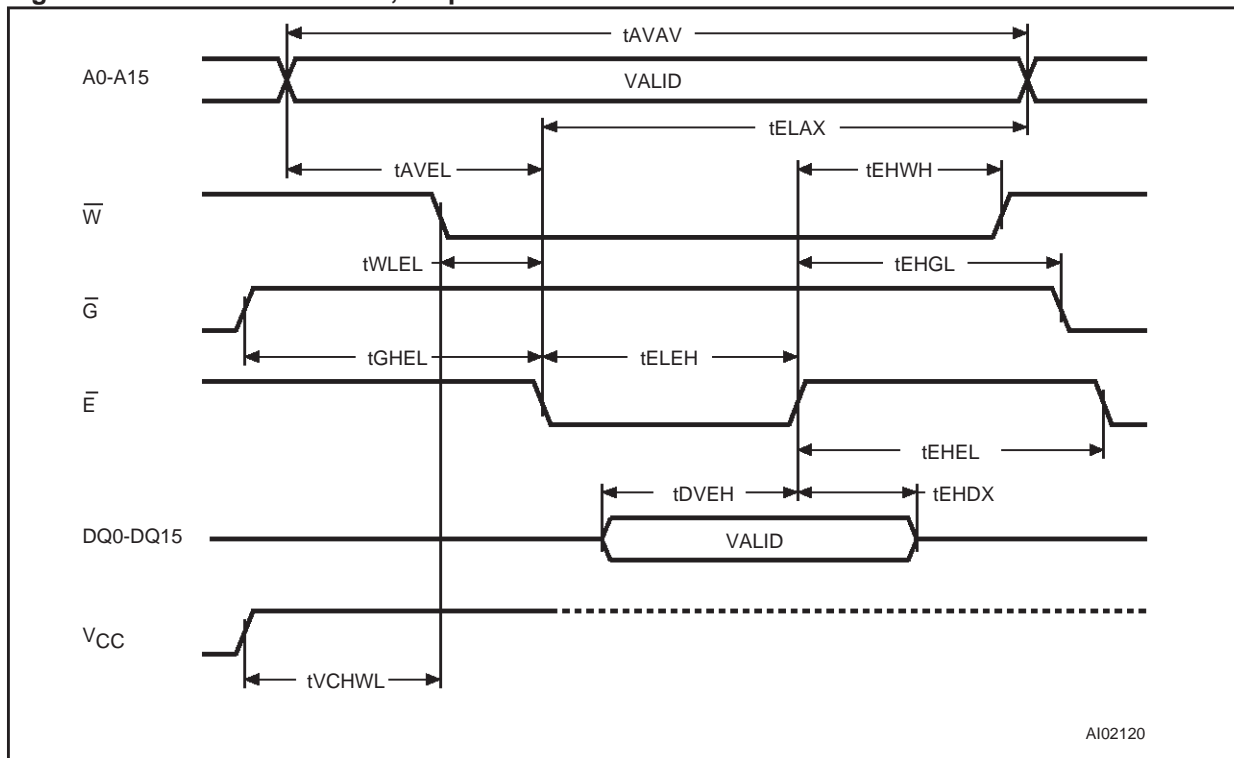 tAVAV
A0-A15
VALID
tELAX
tAVEL
tEHWH
W
tWLEL
tEHGL
G
tGHEL
tELEH
E
tEHEL
tDVEH
tEHDX
DQ0-DQ15
VALID
VCC
tVCHWL
AI02120